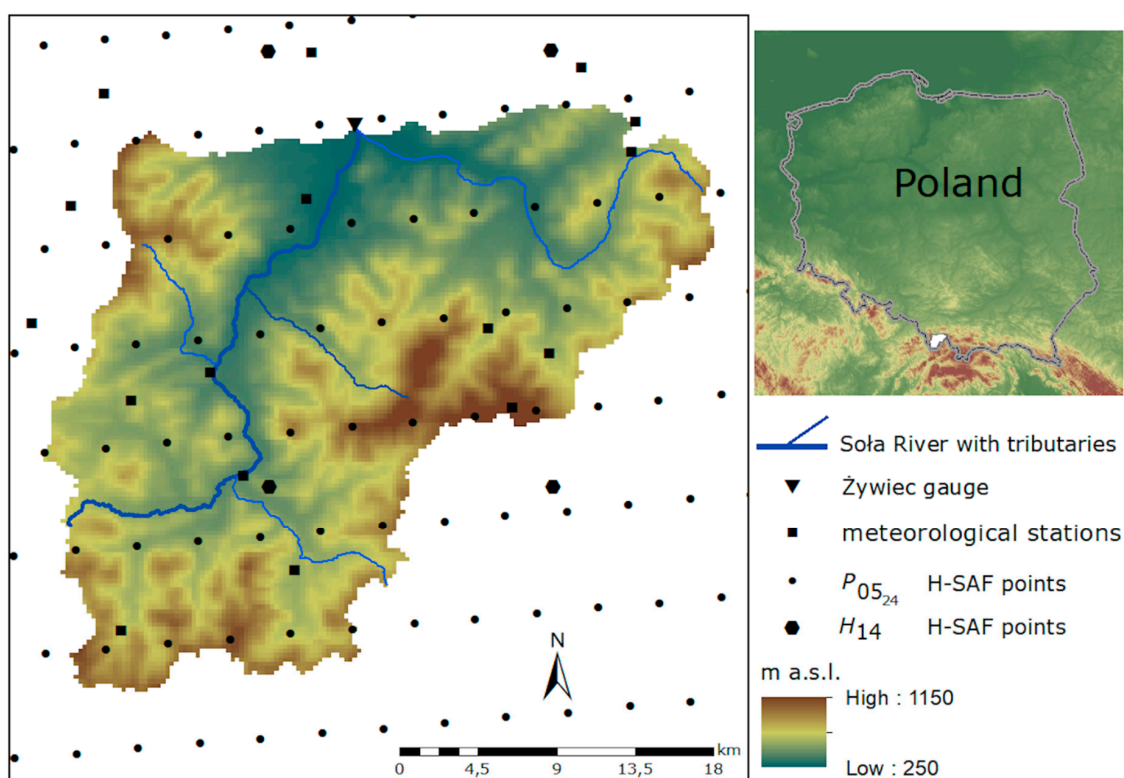 Poland
Soła River with tributaries
Żywiec gauge
meteorological stations
P05₂₄ H-SAF points
H14 H-SAF points
m a.s.l.
High : 1150
Low : 250
N
km
0 4,5 9 13,5 18